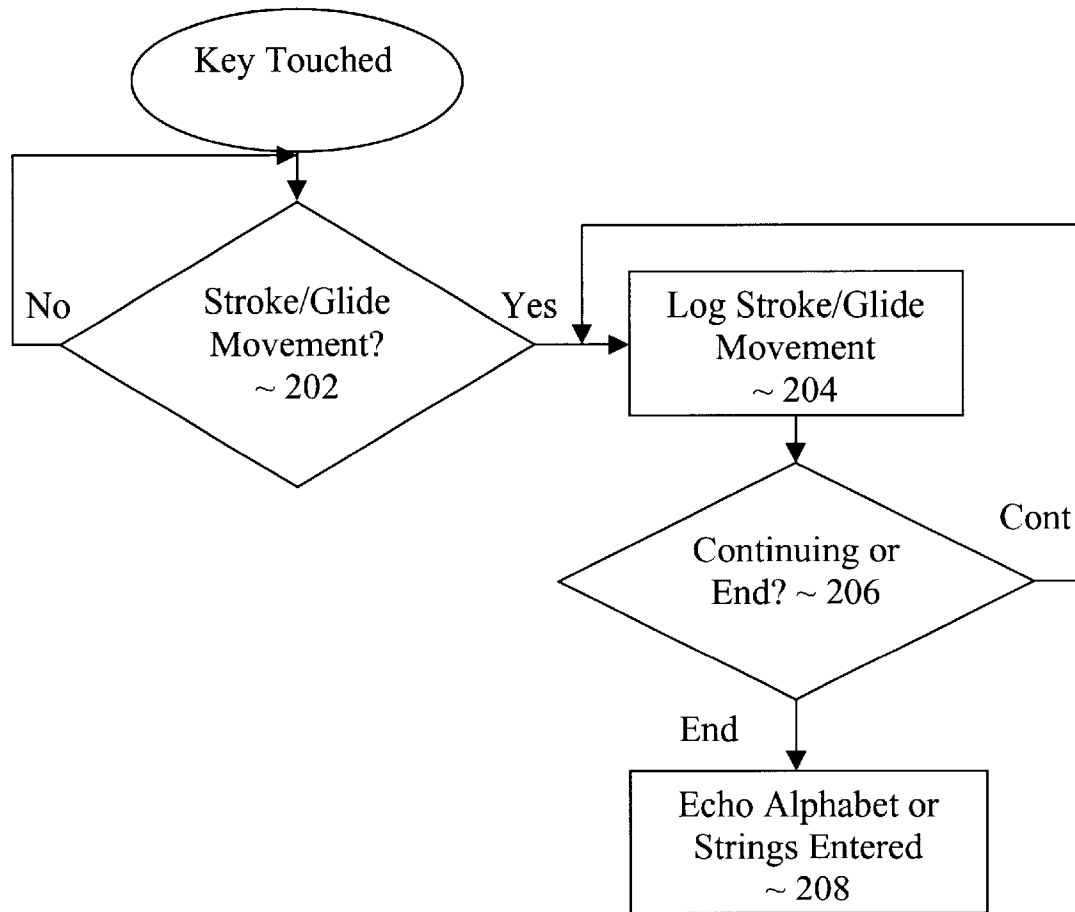 Key Touched
No
Stroke/Glide
Movement?
~ 202
Yes
Log Stroke/Glide
Movement
~ 204
Continuing or
End? ~ 206
Cont
End
Echo Alphabet or
Strings Entered
~ 208